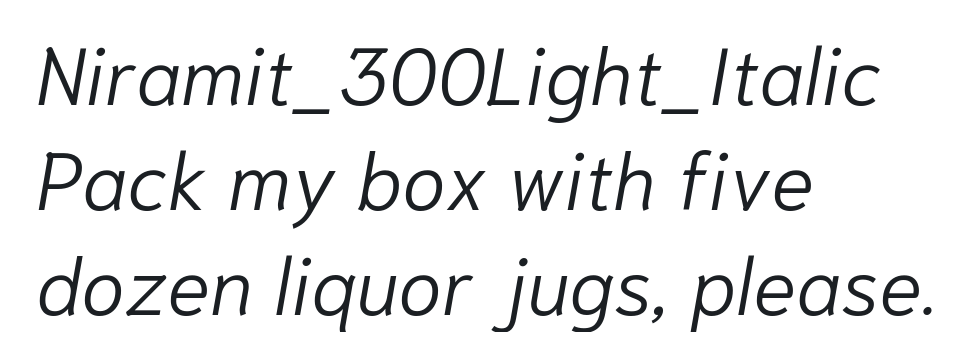 Niramit_300Light_Italic
Pack my box with five
dozen liquor jugs, please.